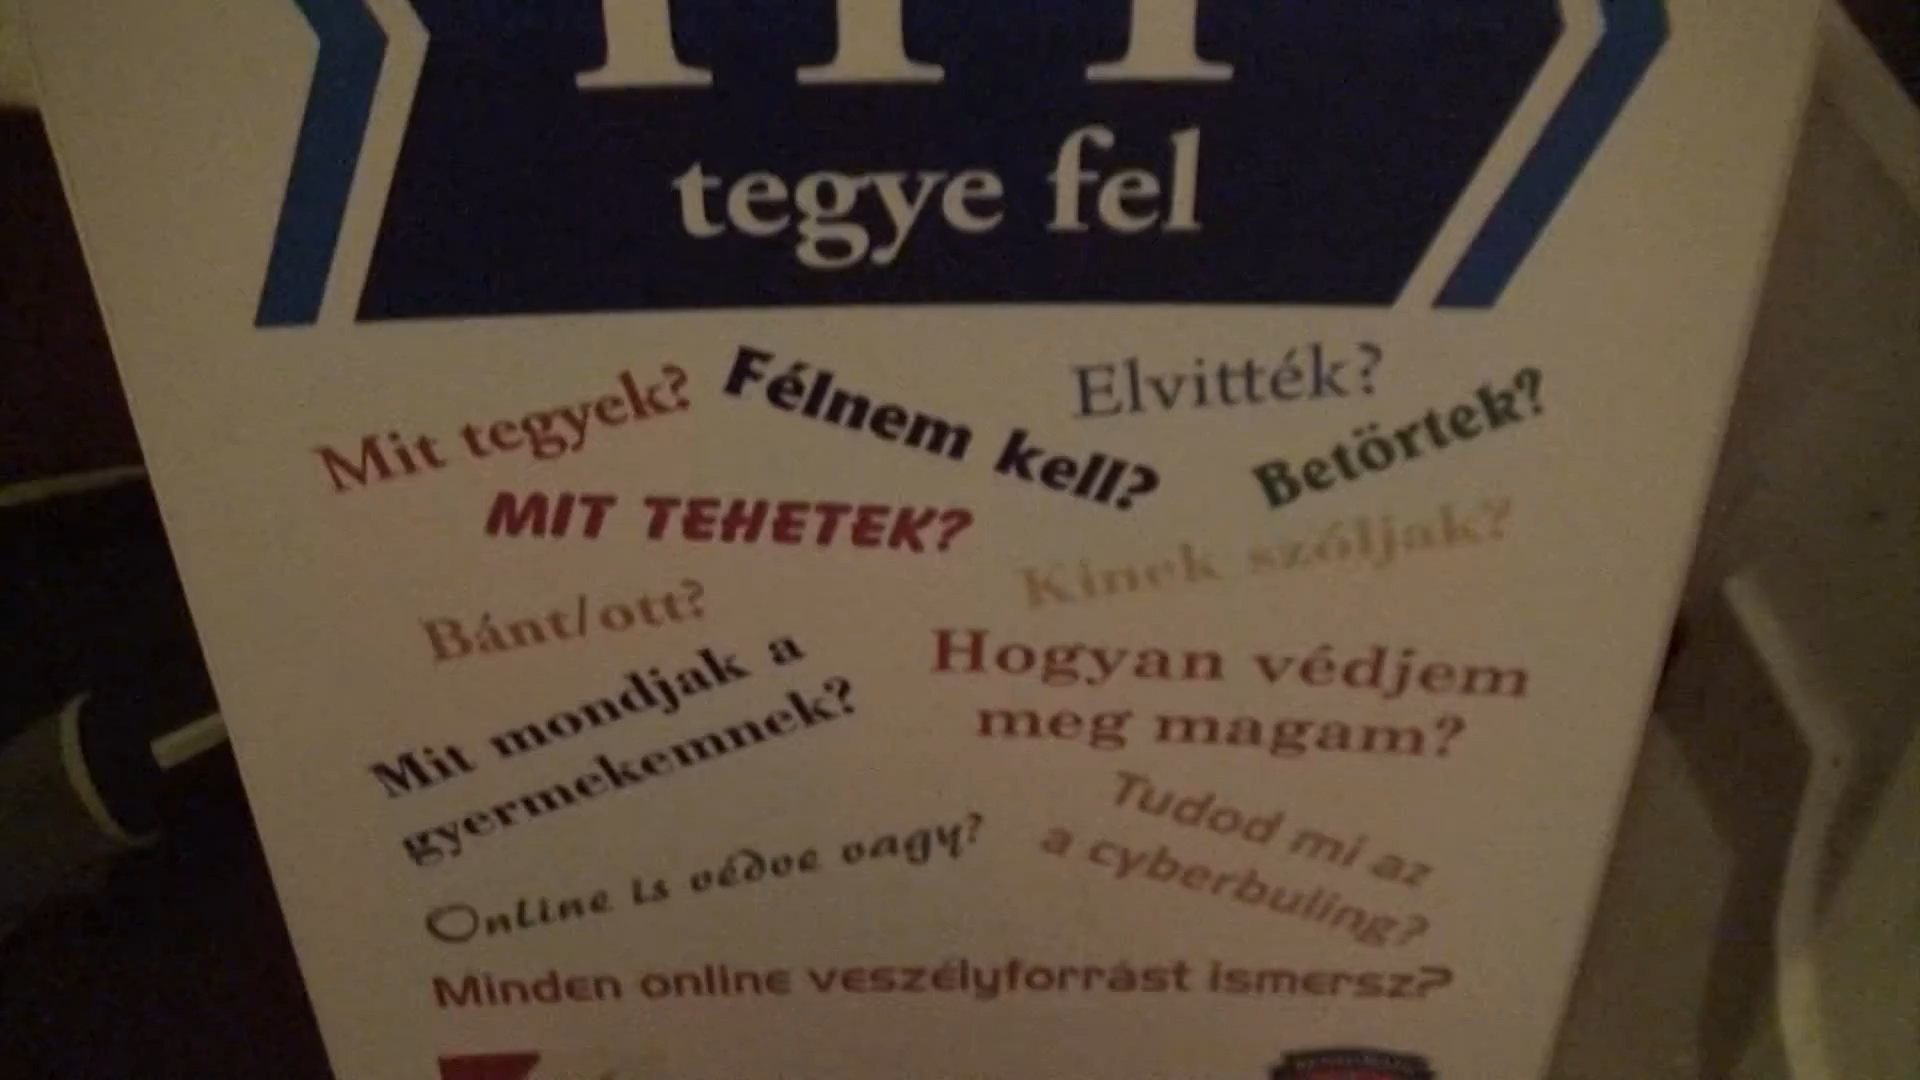 tegye fel
Mit tegyek?
Félnem kell?
Elvitték?
Betörtek?
MIT TEHETEK?
Kinek szóljak?
Bánt/ott?
Mit mondjak a
gyermekemnek?
Hogyan védjem
meg magam?
Tudod mi az
a cyberbuling?
Online is védve vagy?
Minden online veszélyforrást ismersz?